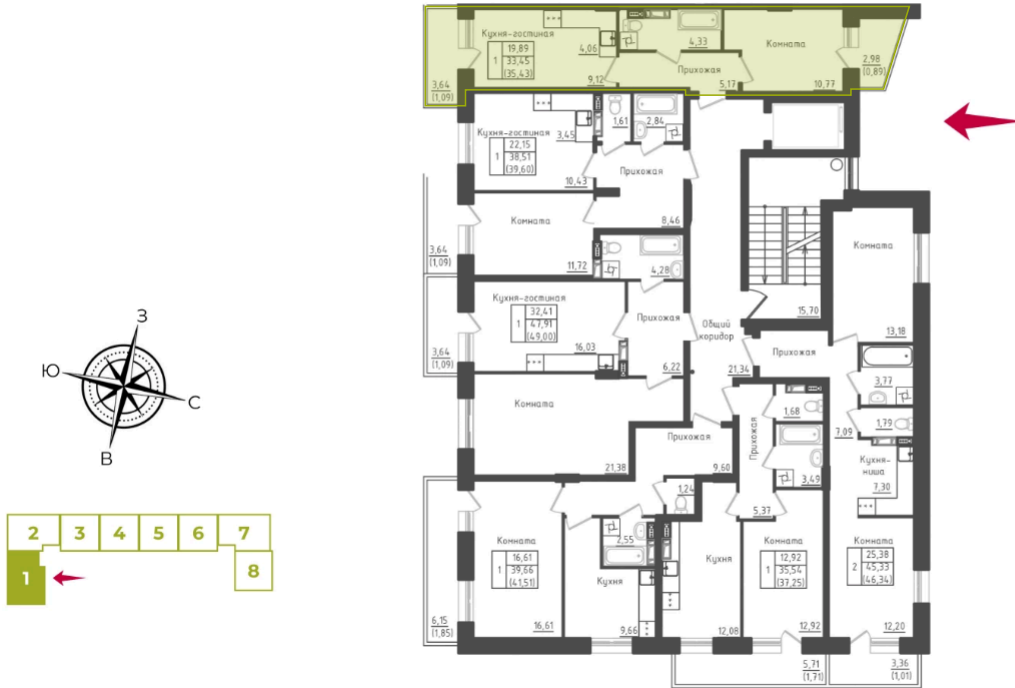 Кухня-гостиная
19,89
1 33,45
(35,43)
4,06
9,12
4,33
Прихожая
5,17
Комната
10,77
2,98
(0,89)
3,64
(1,09)
Кухня-гостиная
3,45
22,15
1 38,51
(39,60)
10,43
1,61
2,84
Прихожая
8,46
Комната
11,72
3,64
(1,09)
4,28
Кухня-гостиная
32,41
1 47,91
(49,00)
16,03
Прихожая
6,22
3,64
(1,09)
Комната
21,38
Общий
коридор
21,34
15,70
Комната
13,18
Прихожая
3,77
1,79
7,09
Кухня-
ниша
7,30
1,68
Прихожая
3,49
5,37
Прихожая
9,60
1,24
2,55
Комната
16,61
1 39,66
(41,51)
16,61
6,15
(1,85)
Кухня
9,66
Кухня
12,08
Комната
12,92
1 35,54
(37,25)
12,92
5,71
(1,71)
Комната
25,38
2 45,33
(46,34)
12,20
3,36
(1,01)
З
Ю
С
В
2 3 4 5 6 7
1
8